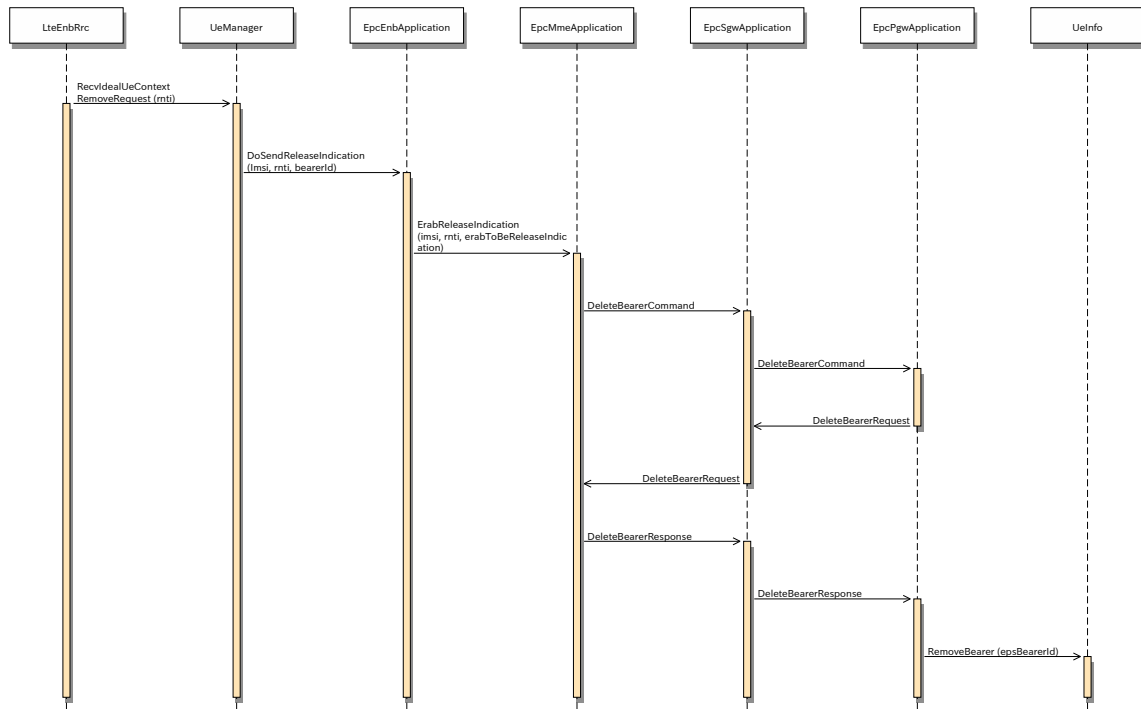 LteEnbRrc
UeManager
EpcEnbApplication
EpcMmeApplication
EpcSgwApplication
EpcPgwApplication
UeInfo
RecvIdealUeContext
RemoveRequest (rnti)
DoSendReleaseIndication
(Imsi, rnti, bearerId)
ErabReleaseIndication
(imsi, rnti, erabToBeReleaseIndic
ation)
DeleteBearerCommand
DeleteBearerCommand
DeleteBearerRequest
DeleteBearerRequest
DeleteBearerResponse
DeleteBearerResponse
RemoveBearer (epsBearerId)